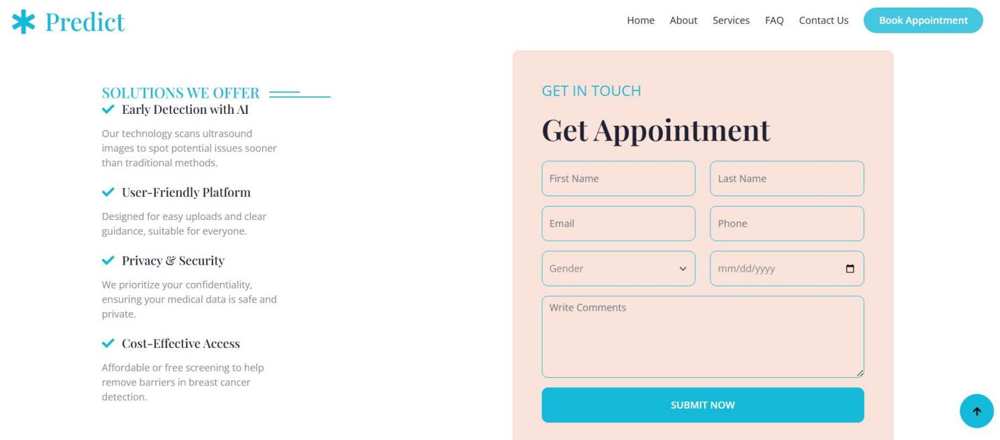 Predict
Home About Services FAQ Contact Us Book Appointment
SOLUTIONS WE OFFER
Early Detection with AI
Our technology scans ultrasound
images to spot potential issues sooner
than traditional methods.
User-Friendly Platform
Designed for easy uploads and clear
guidance, suitable for everyone.
Privacy & Security
We prioritize your confidentiality,
ensuring your medical data is safe and
private.
Cost-Effective Access
Affordable or free screening to help
remove barriers in breast cancer
detection.
GET IN TOUCH
Get Appointment
First Name Last Name
Email Phone
Gender mm/dd/yyyy
Write Comments
SUBMIT NOW